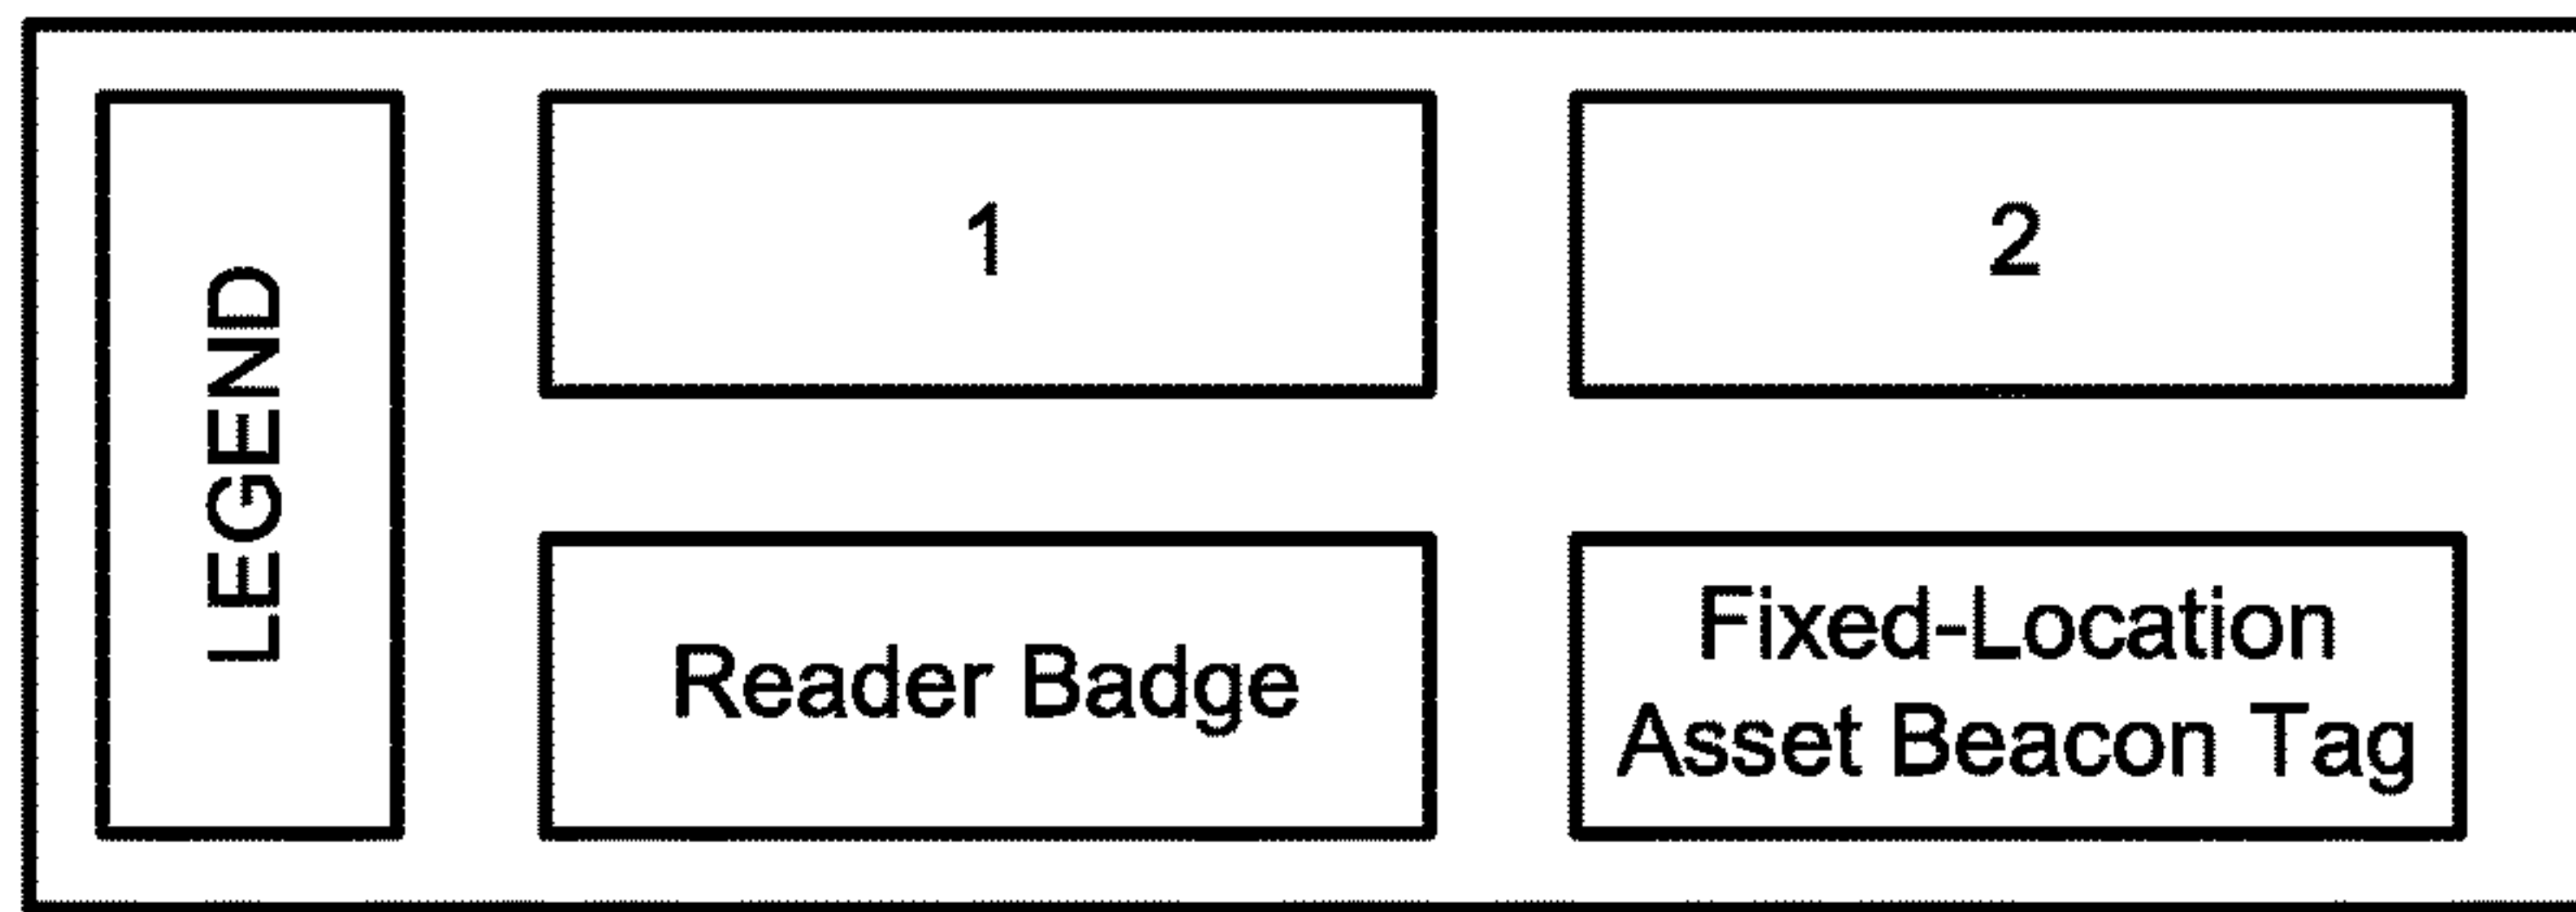 LEGEND
1
2
Reader Badge
Fixed-Location
Asset Beacon Tag